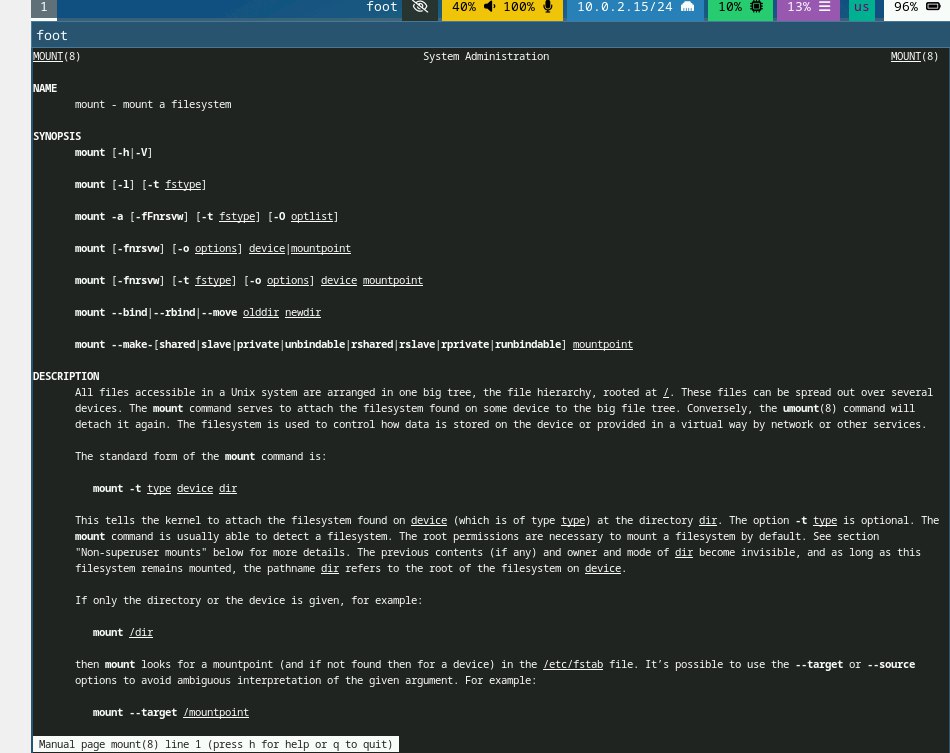 1 foot 40% 100% 10.0.2.15/24 10% 13% us 96%
foot
MOUNT(8) System Administration MOUNT(8)
NAME
mount - mount a filesystem
SYNOPSIS
mount [-h|-V]
mount [-l] [-t fstype]
mount -a [-fFnrsvw] [-t fstype] [-O optlist]
mount [-fnrsvw] [-o options] device|mountpoint
mount [-fnrsvw] [-t fstype] [-o options] device mountpoint
mount --bind|--rbind|--move olddir newdir
mount --make-[shared|slave|private|unbindable|rshared|rslave|rprivate|runbindable] mountpoint
DESCRIPTION
All files accessible in a Unix system are arranged in one big tree, the file hierarchy, rooted at /. These files can be spread out over several
devices. The mount command serves to attach the filesystem found on some device to the big file tree. Conversely, the umount(8) command will
detach it again. The filesystem is used to control how data is stored on the device or provided in a virtual way by network or other services.
The standard form of the mount command is:
mount -t type device dir
This tells the kernel to attach the filesystem found on device (which is of type type) at the directory dir. The option -t type is optional. The
mount command is usually able to detect a filesystem. The root permissions are necessary to mount a filesystem by default. See section
"Non-superuser mounts" below for more details. The previous contents (if any) and owner and mode of dir become invisible, and as long as this
filesystem remains mounted, the pathname dir refers to the root of the filesystem on device.
If only the directory or the device is given, for example:
mount /dir
then mount looks for a mountpoint (and if not found then for a device) in the /etc/fstab file. It’s possible to use the --target or --source
options to avoid ambiguous interpretation of the given argument. For example:
mount --target /mountpoint
Manual page mount(8) line 1 (press h for help or q to quit)